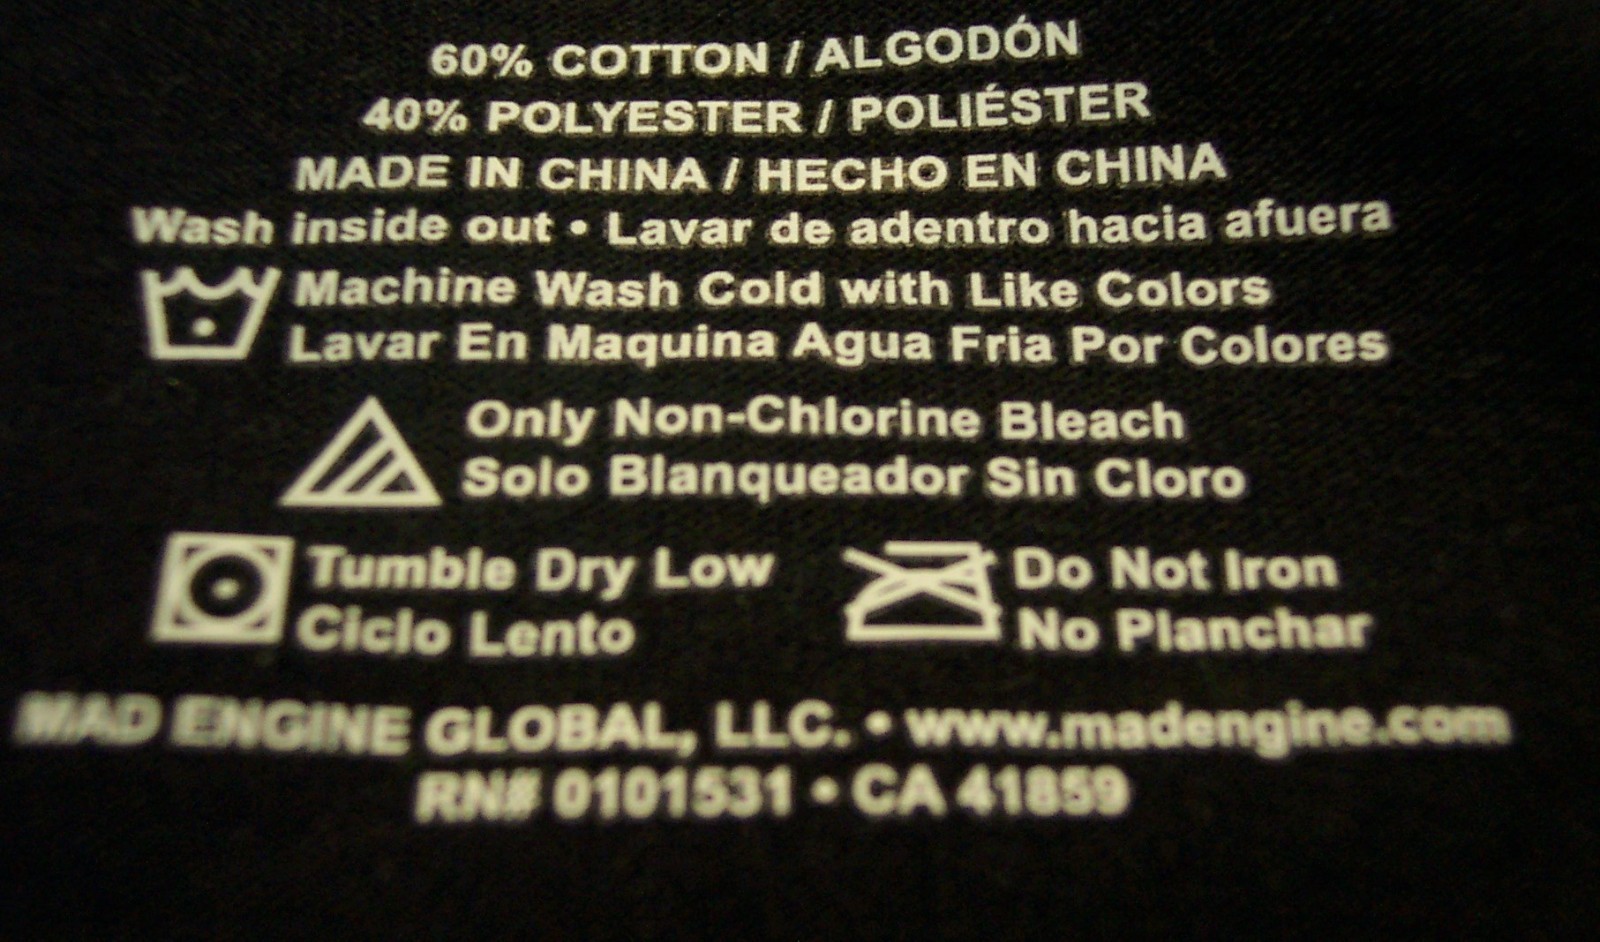 60% COTTON / ALGODÓN
40% POLYESTER / POLIÉSTER
MADE IN CHINA / HECHO EN CHINA
Wash inside out • Lavar de adentro hacia afuera
Machine Wash Cold with Like Colors
Lavar En Maquina Agua Fria Por Colores
Only Non-Chlorine Bleach
Solo Blanqueador Sin Cloro
Tumble Dry Low
Ciclo Lento
Do Not Iron
No Planchar
MAD ENGINE GLOBAL, LLC. • www.madengine.com
RN# 0101531 • CA 41859